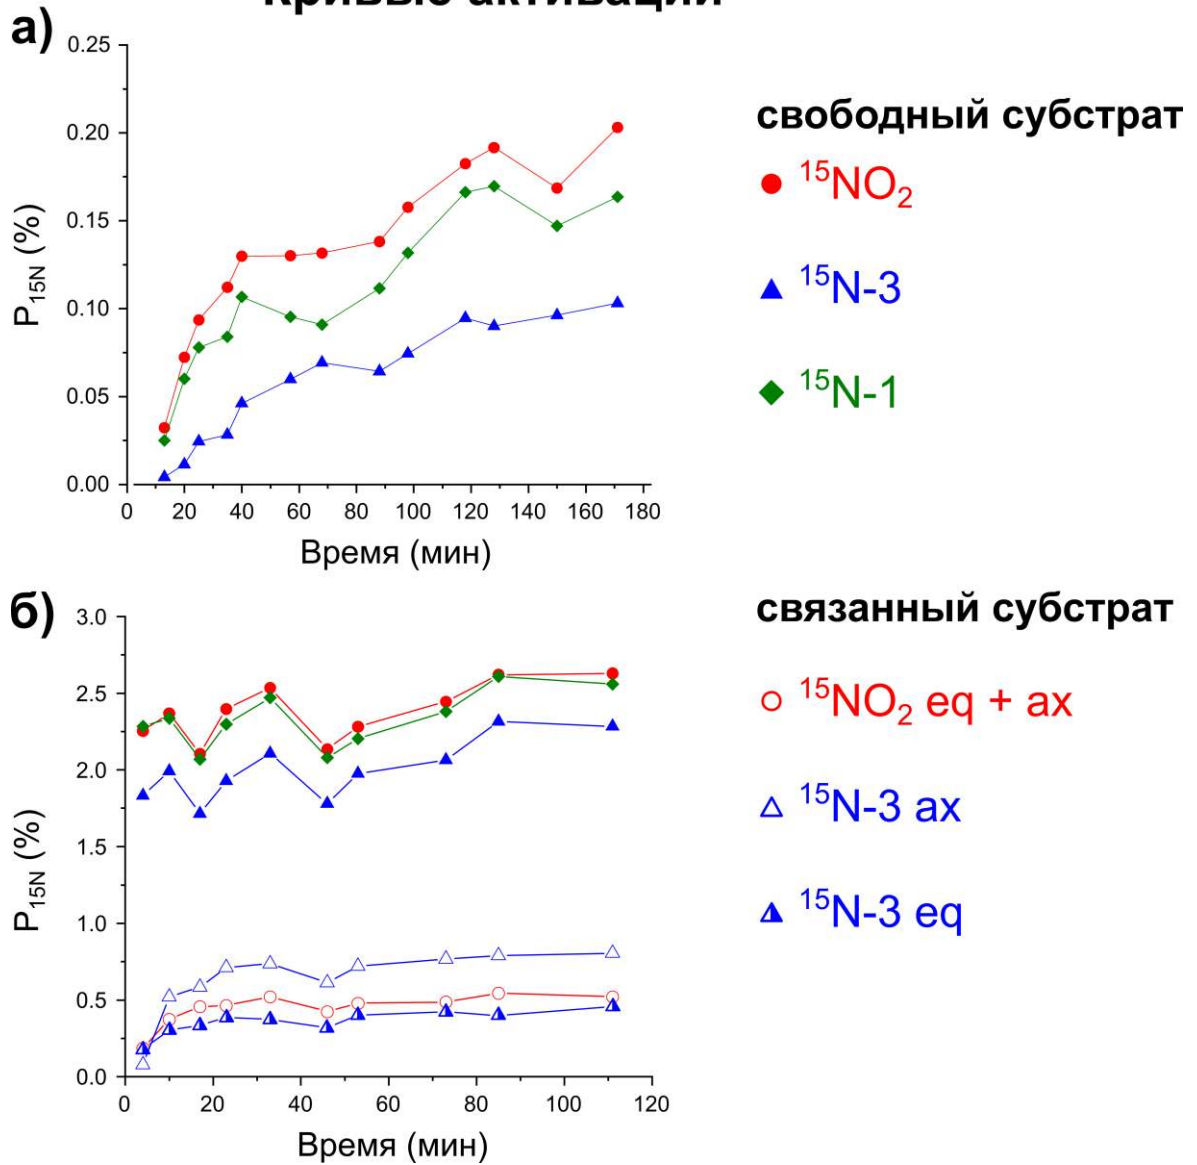 Кривые активации
а)
свободный субстрат
¹⁵NO₂
¹⁵N-3
¹⁵N-1
P₁₅N (%)
0.25
0.20
0.15
0.10
0.05
0.00
0 20 40 60 80 100 120 140 160 180
Время (мин)
б)
связанный субстрат
¹⁵NO₂ eq + ax
¹⁵N-3 ax
¹⁵N-3 eq
P₁₅N (%)
3.0
2.5
2.0
1.5
1.0
0.5
0.0
0 20 40 60 80 100 120
Время (мин)